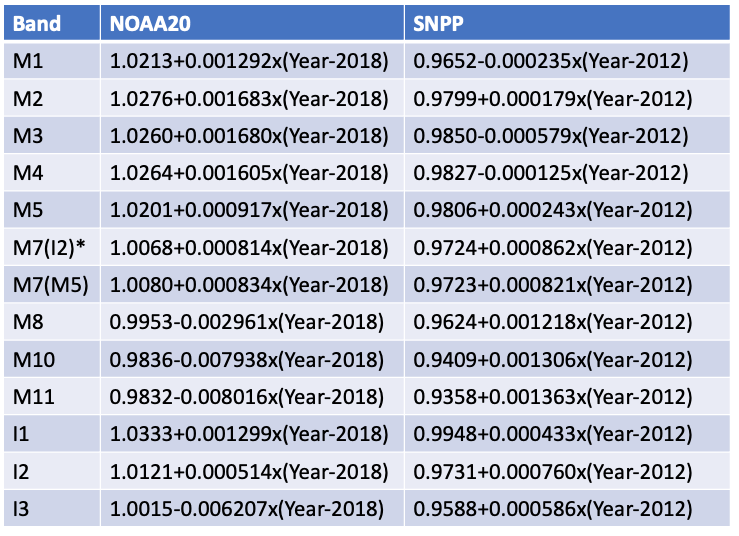 Band NOAA20 SNPP
M1 1.0213+0.001292x(Year-2018) 0.9652-0.000235x(Year-2012)
M2 1.0276+0.001683x(Year-2018) 0.9799+0.000179x(Year-2012)
M3 1.0260+0.001680x(Year-2018) 0.9850-0.000579x(Year-2012)
M4 1.0264+0.001605x(Year-2018) 0.9827-0.000125x(Year-2012)
M5 1.0201+0.000917x(Year-2018) 0.9806+0.000243x(Year-2012)
M7(I2)* 1.0068+0.000814x(Year-2018) 0.9724+0.000862x(Year-2012)
M7(M5) 1.0080+0.000834x(Year-2018) 0.9723+0.000821x(Year-2012)
M8 0.9953-0.002961x(Year-2018) 0.9624+0.001218x(Year-2012)
M10 0.9836-0.007938x(Year-2018) 0.9409+0.001306x(Year-2012)
M11 0.9832-0.008016x(Year-2018) 0.9358+0.001363x(Year-2012)
I1 1.0333+0.001299x(Year-2018) 0.9948+0.000433x(Year-2012)
I2 1.0121+0.000514x(Year-2018) 0.9731+0.000760x(Year-2012)
I3 1.0015-0.006207x(Year-2018) 0.9588+0.000586x(Year-2012)